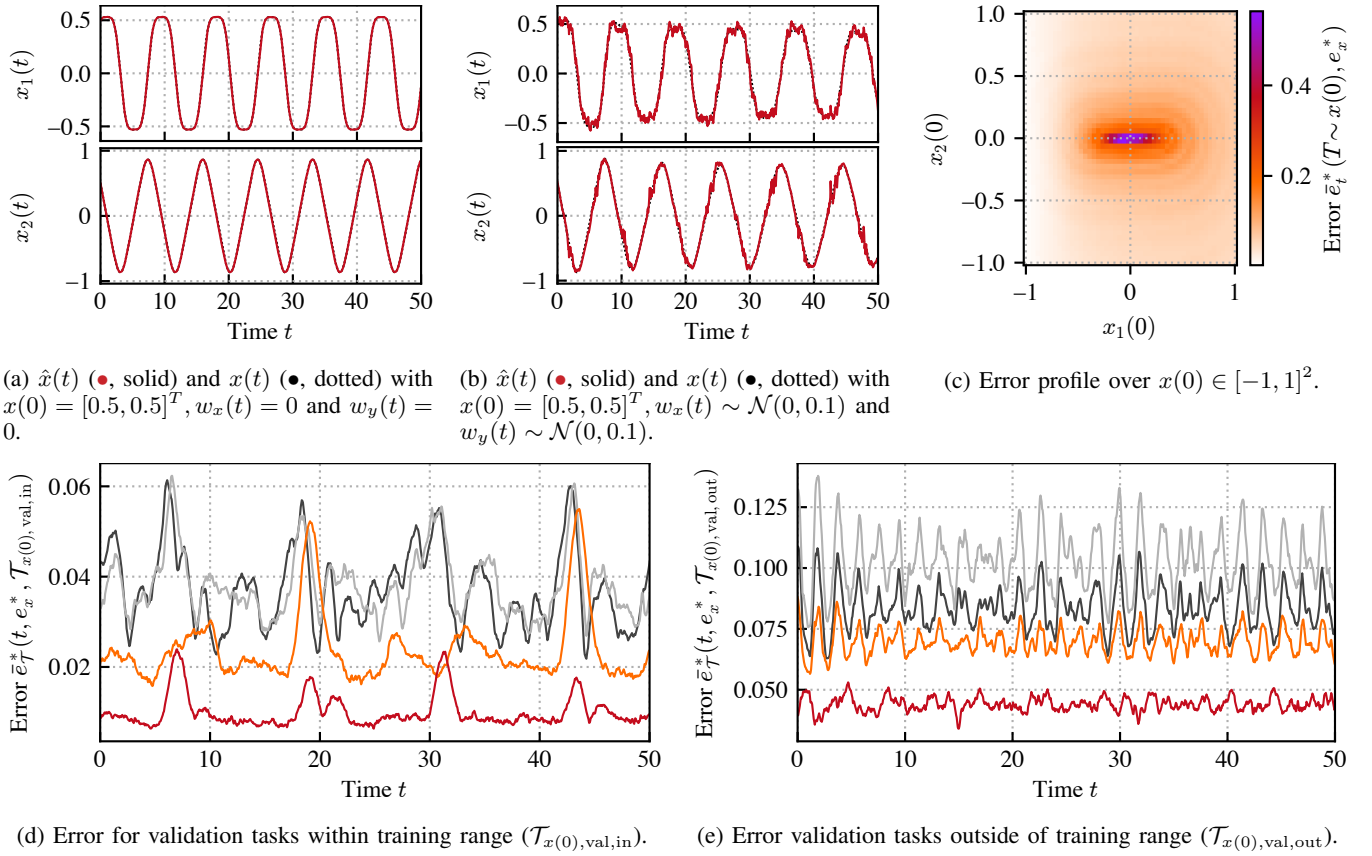 0.5
0.0
−0.5
x₁(t)
1
0
−1
x₂(t)
0 10 20 30 40 50
Time t
0.5
0.0
−0.5
x₁(t)
1
0
−1
x₂(t)
0 10 20 30 40 50
Time t
1.0
0.5
0.0
−0.5
−1.0
x₂(0)
−1 0 1
x₁(0)
0.4
0.2
Error ē*ₜ(T ∼ x(0), e*ₓ)
(a) x̂(t) (●, solid) and x(t) (●, dotted) with
x(0) = [0.5, 0.5]ᵀ, wₓ(t) = 0 and w_y(t) =
0.
(b) x̂(t) (●, solid) and x(t) (●, dotted) with
x(0) = [0.5, 0.5]ᵀ, wₓ(t) ∼ 𝒩(0, 0.1) and
w_y(t) ∼ 𝒩(0, 0.1).
(c) Error profile over x(0) ∈ [−1, 1]².
0.06
0.04
0.02
Error ē*_𝒯(t, e*ₓ, 𝒯_{x(0),val,in})
0 10 20 30 40 50
Time t
0.125
0.100
0.075
0.050
Error ē*_𝒯(t, e*ₓ, 𝒯_{x(0),val,out})
0 10 20 30 40 50
Time t
(d) Error for validation tasks within training range (𝒯_{x(0),val,in}).
(e) Error validation tasks outside of training range (𝒯_{x(0),val,out}).